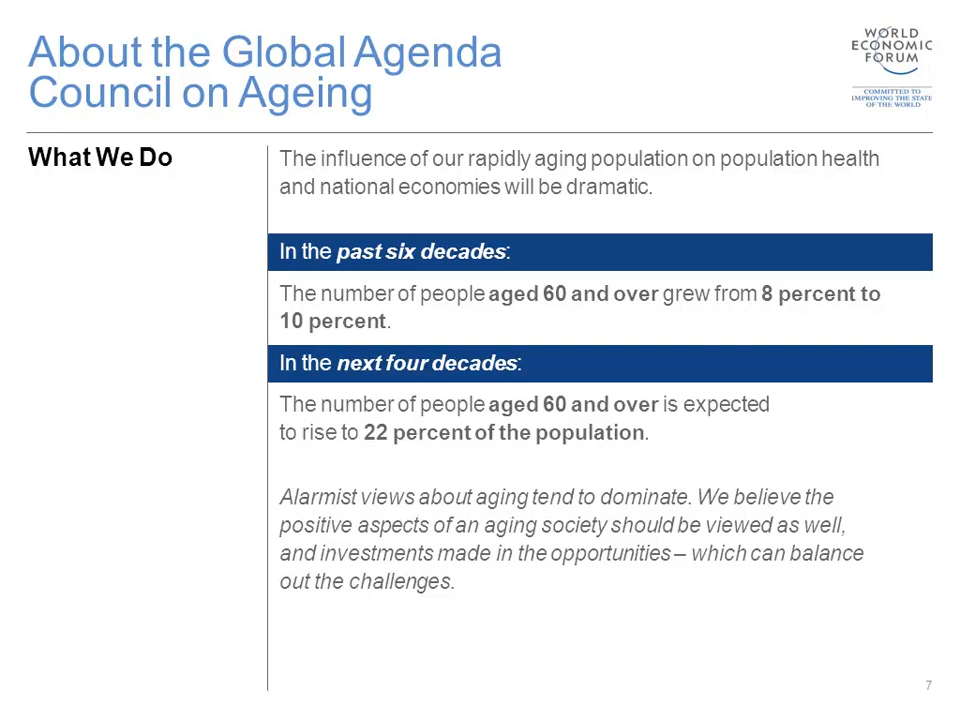 About the Global Agenda
Council on Ageing
WORLD
ECONOMIC
FORUM
COMMITTED TO
IMPROVING THE STATE
OF THE WORLD
What We Do
The influence of our rapidly aging population on population health
and national economies will be dramatic.
In the past six decades:
The number of people aged 60 and over grew from 8 percent to
10 percent.
In the next four decades:
The number of people aged 60 and over is expected
to rise to 22 percent of the population.
Alarmist views about aging tend to dominate. We believe the
positive aspects of an aging society should be viewed as well,
and investments made in the opportunities – which can balance
out the challenges.
7